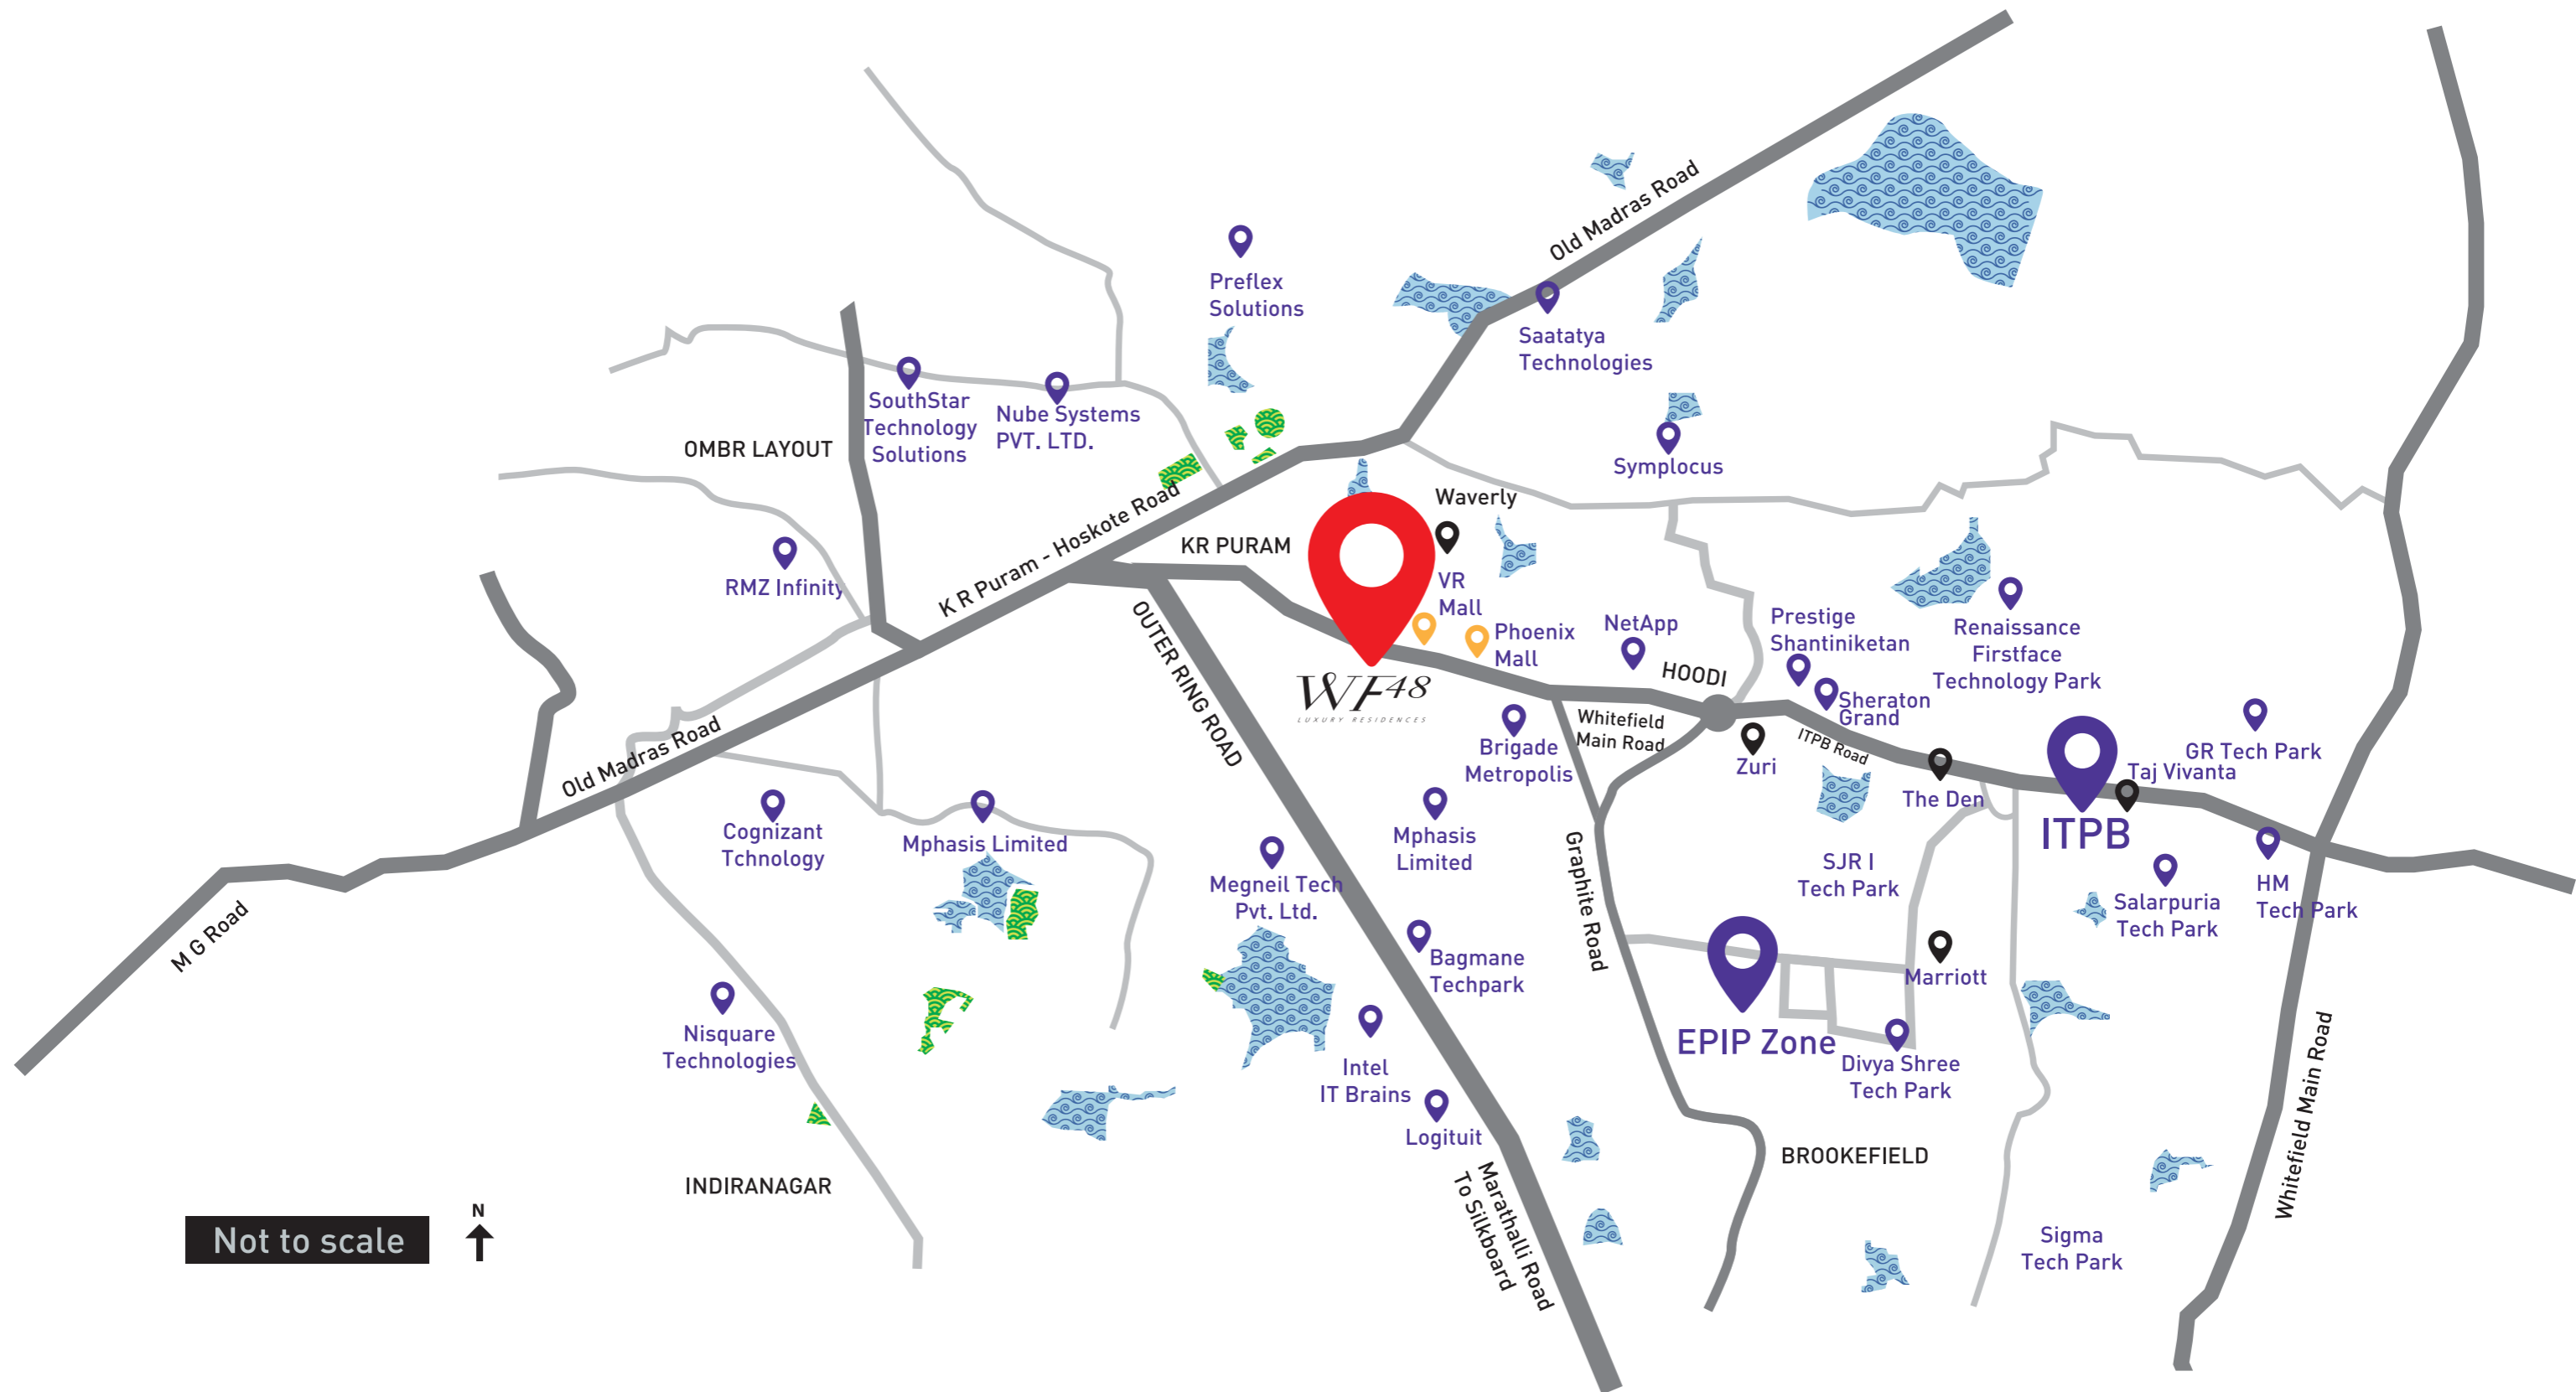 Old Madras Road
Preflex
Solutions
Saatatya
Technologies
SouthStar
Technology
Solutions
Nube Systems
PVT. LTD.
OMBR LAYOUT
Symplocus
K R Puram - Hoskote Road
Waverly
KR PURAM
RMZ Infinity
VR
Mall
Phoenix
Mall
NetApp
HOODI
Prestige
Shantiniketan
Renaissance
Firstface
Technology Park
Sheraton
Grand
OUTER RING ROAD
WF48
LUXURY RESIDENCES
Whitefield
Main Road
Brigade
Metropolis
Zuri
ITPB Road
The Den
Taj Vivanta
GR Tech Park
ITPB
Old Madras Road
Cognizant
Tchnology
Mphasis Limited
Mphasis
Limited
Megneil Tech
Pvt. Ltd.
Graphite Road
SJR I
Tech Park
Salarpuria
Tech Park
HM
Tech Park
M G Road
Bagmane
Techpark
Marriott
Nisquare
Technologies
EPIP Zone
Intel
IT Brains
Divya Shree
Tech Park
Logituit
Whitefield Main Road
BROOKEFIELD
INDIRANAGAR
Marathalli Road
To Silkboard
Sigma
Tech Park
Not to scale
N